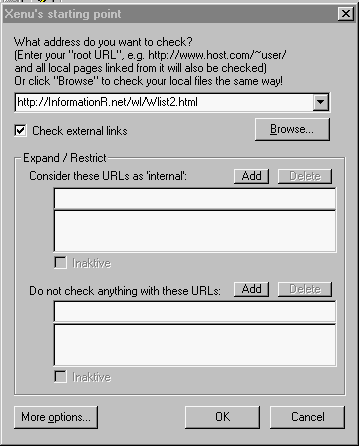 Xenu's starting point
What address do you want to check?
(Enter your "root URL", e.g. http://www.host.com/~user/
and all local pages linked from it will also be checked)
Or click "Browse" to check your local files the same way!
http://InformationR.net/wl/Wlist2.html
Check external links
Browse...
Expand / Restrict
Consider these URLs as 'internal':
Add
Delete
Inaktive
Do not check anything with these URLs:
Add
Delete
Inaktive
More options...
OK
Cancel